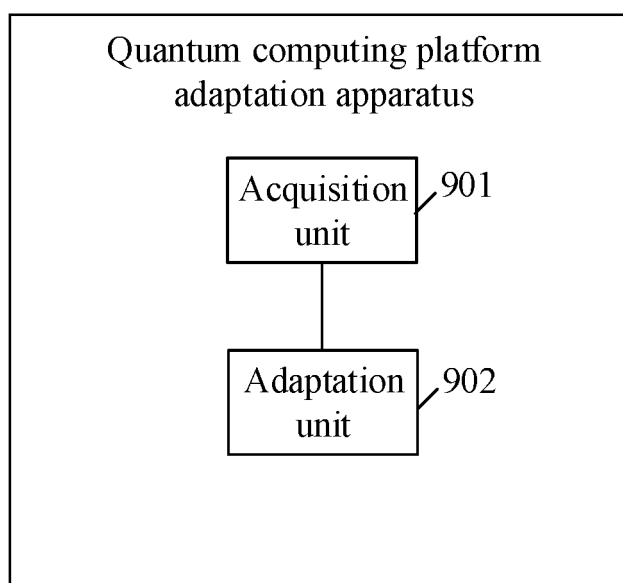 Quantum computing platform
adaptation apparatus
Acquisition
unit
901
Adaptation
unit
902